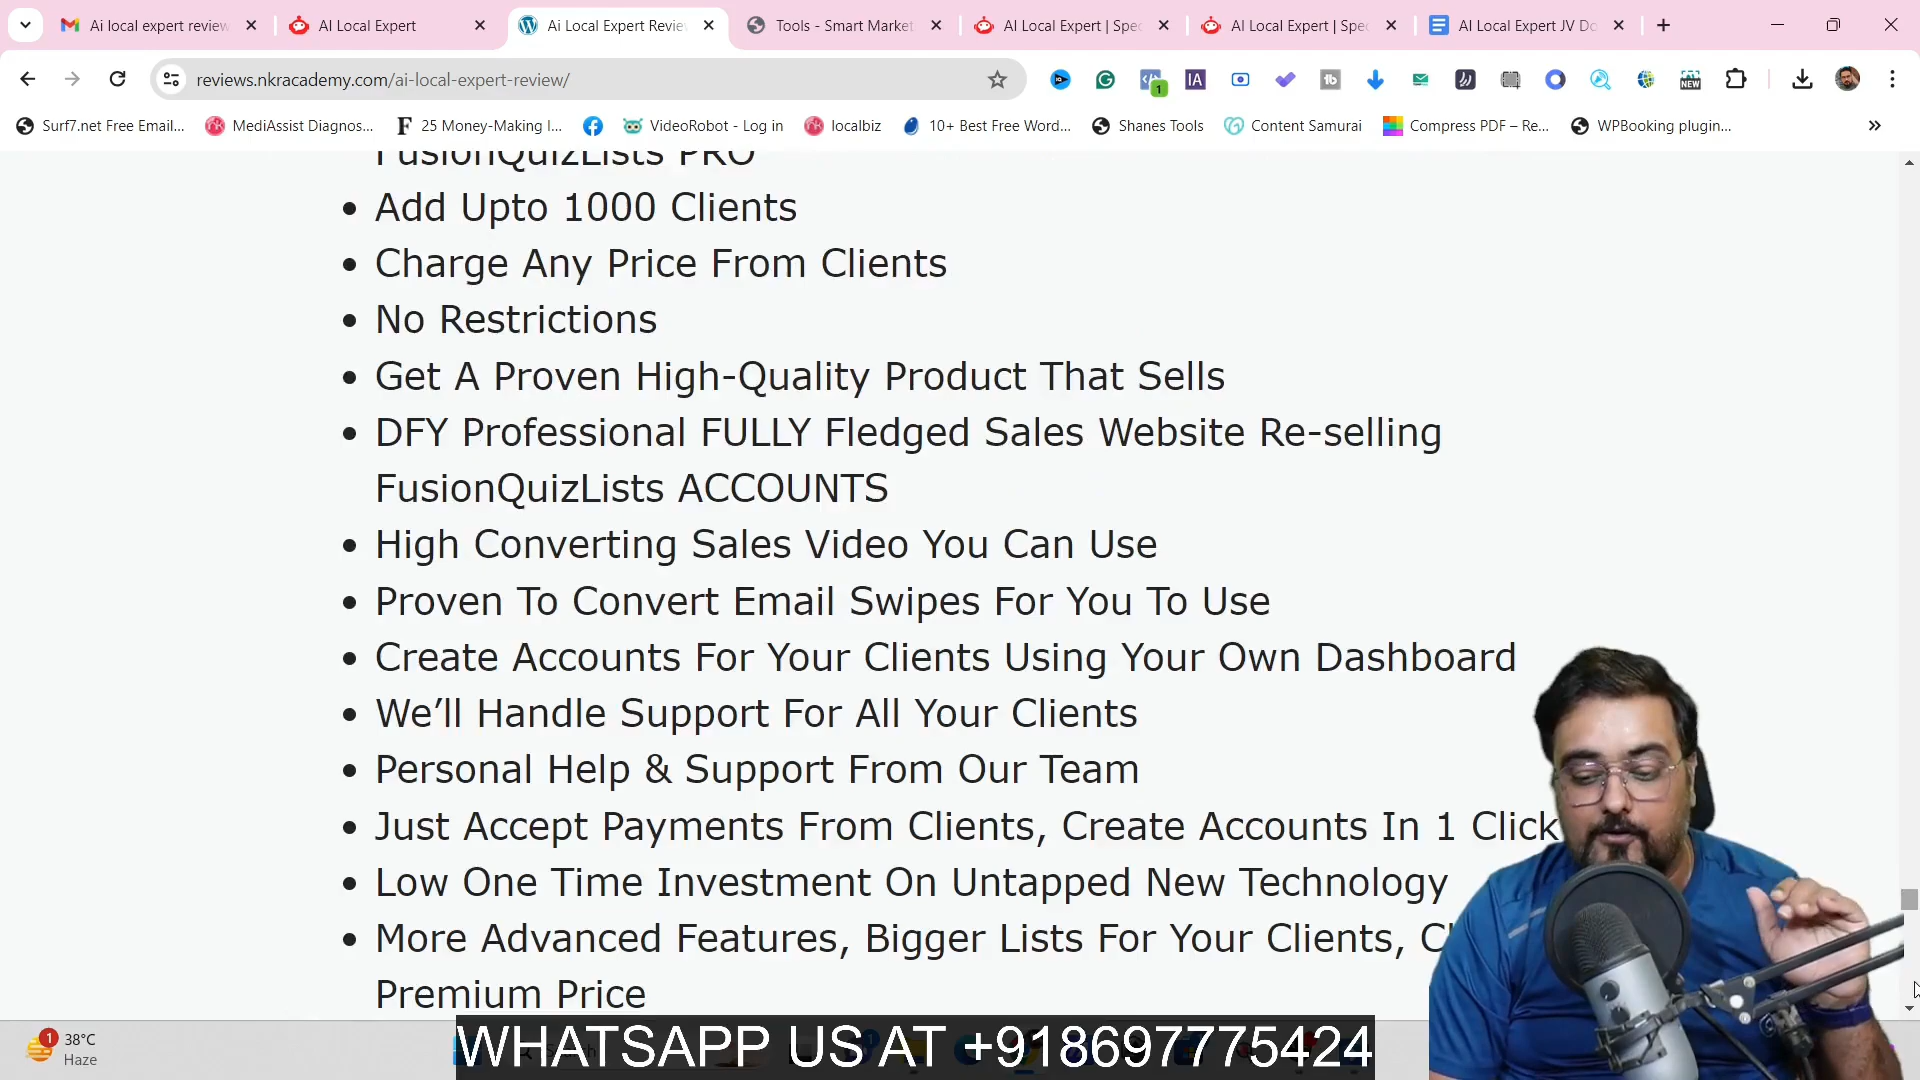 Ai local expert review
AI Local Expert
Ai Local Expert Revie
Tools - Smart Market
AI Local Expert | Spec
AI Local Expert | Spec
AI Local Expert JV Do
reviews.nkracademy.com/ai-local-expert-review/
Surf7.net Free Email...
MediAssist Diagnos...
25 Money-Making I...
VideoRobot - Log in
localbiz
10+ Best Free Word...
Shanes Tools
Content Samurai
Compress PDF – Re...
WPBooking plugin...
»
FusionQuizLists PRO
• Add Upto 1000 Clients
• Charge Any Price From Clients
• No Restrictions
• Get A Proven High-Quality Product That Sells
• DFY Professional FULLY Fledged Sales Website Re-selling
FusionQuizLists ACCOUNTS
• High Converting Sales Video You Can Use
• Proven To Convert Email Swipes For You To Use
• Create Accounts For Your Clients Using Your Own Dashboard
• We’ll Handle Support For All Your Clients
• Personal Help & Support From Our Team
• Just Accept Payments From Clients, Create Accounts In 1 Click
• Low One Time Investment On Untapped New Technology
• More Advanced Features, Bigger Lists For Your Clients,
Premium Price
1
38°C
Haze
WHATSAPP US AT +918697775424